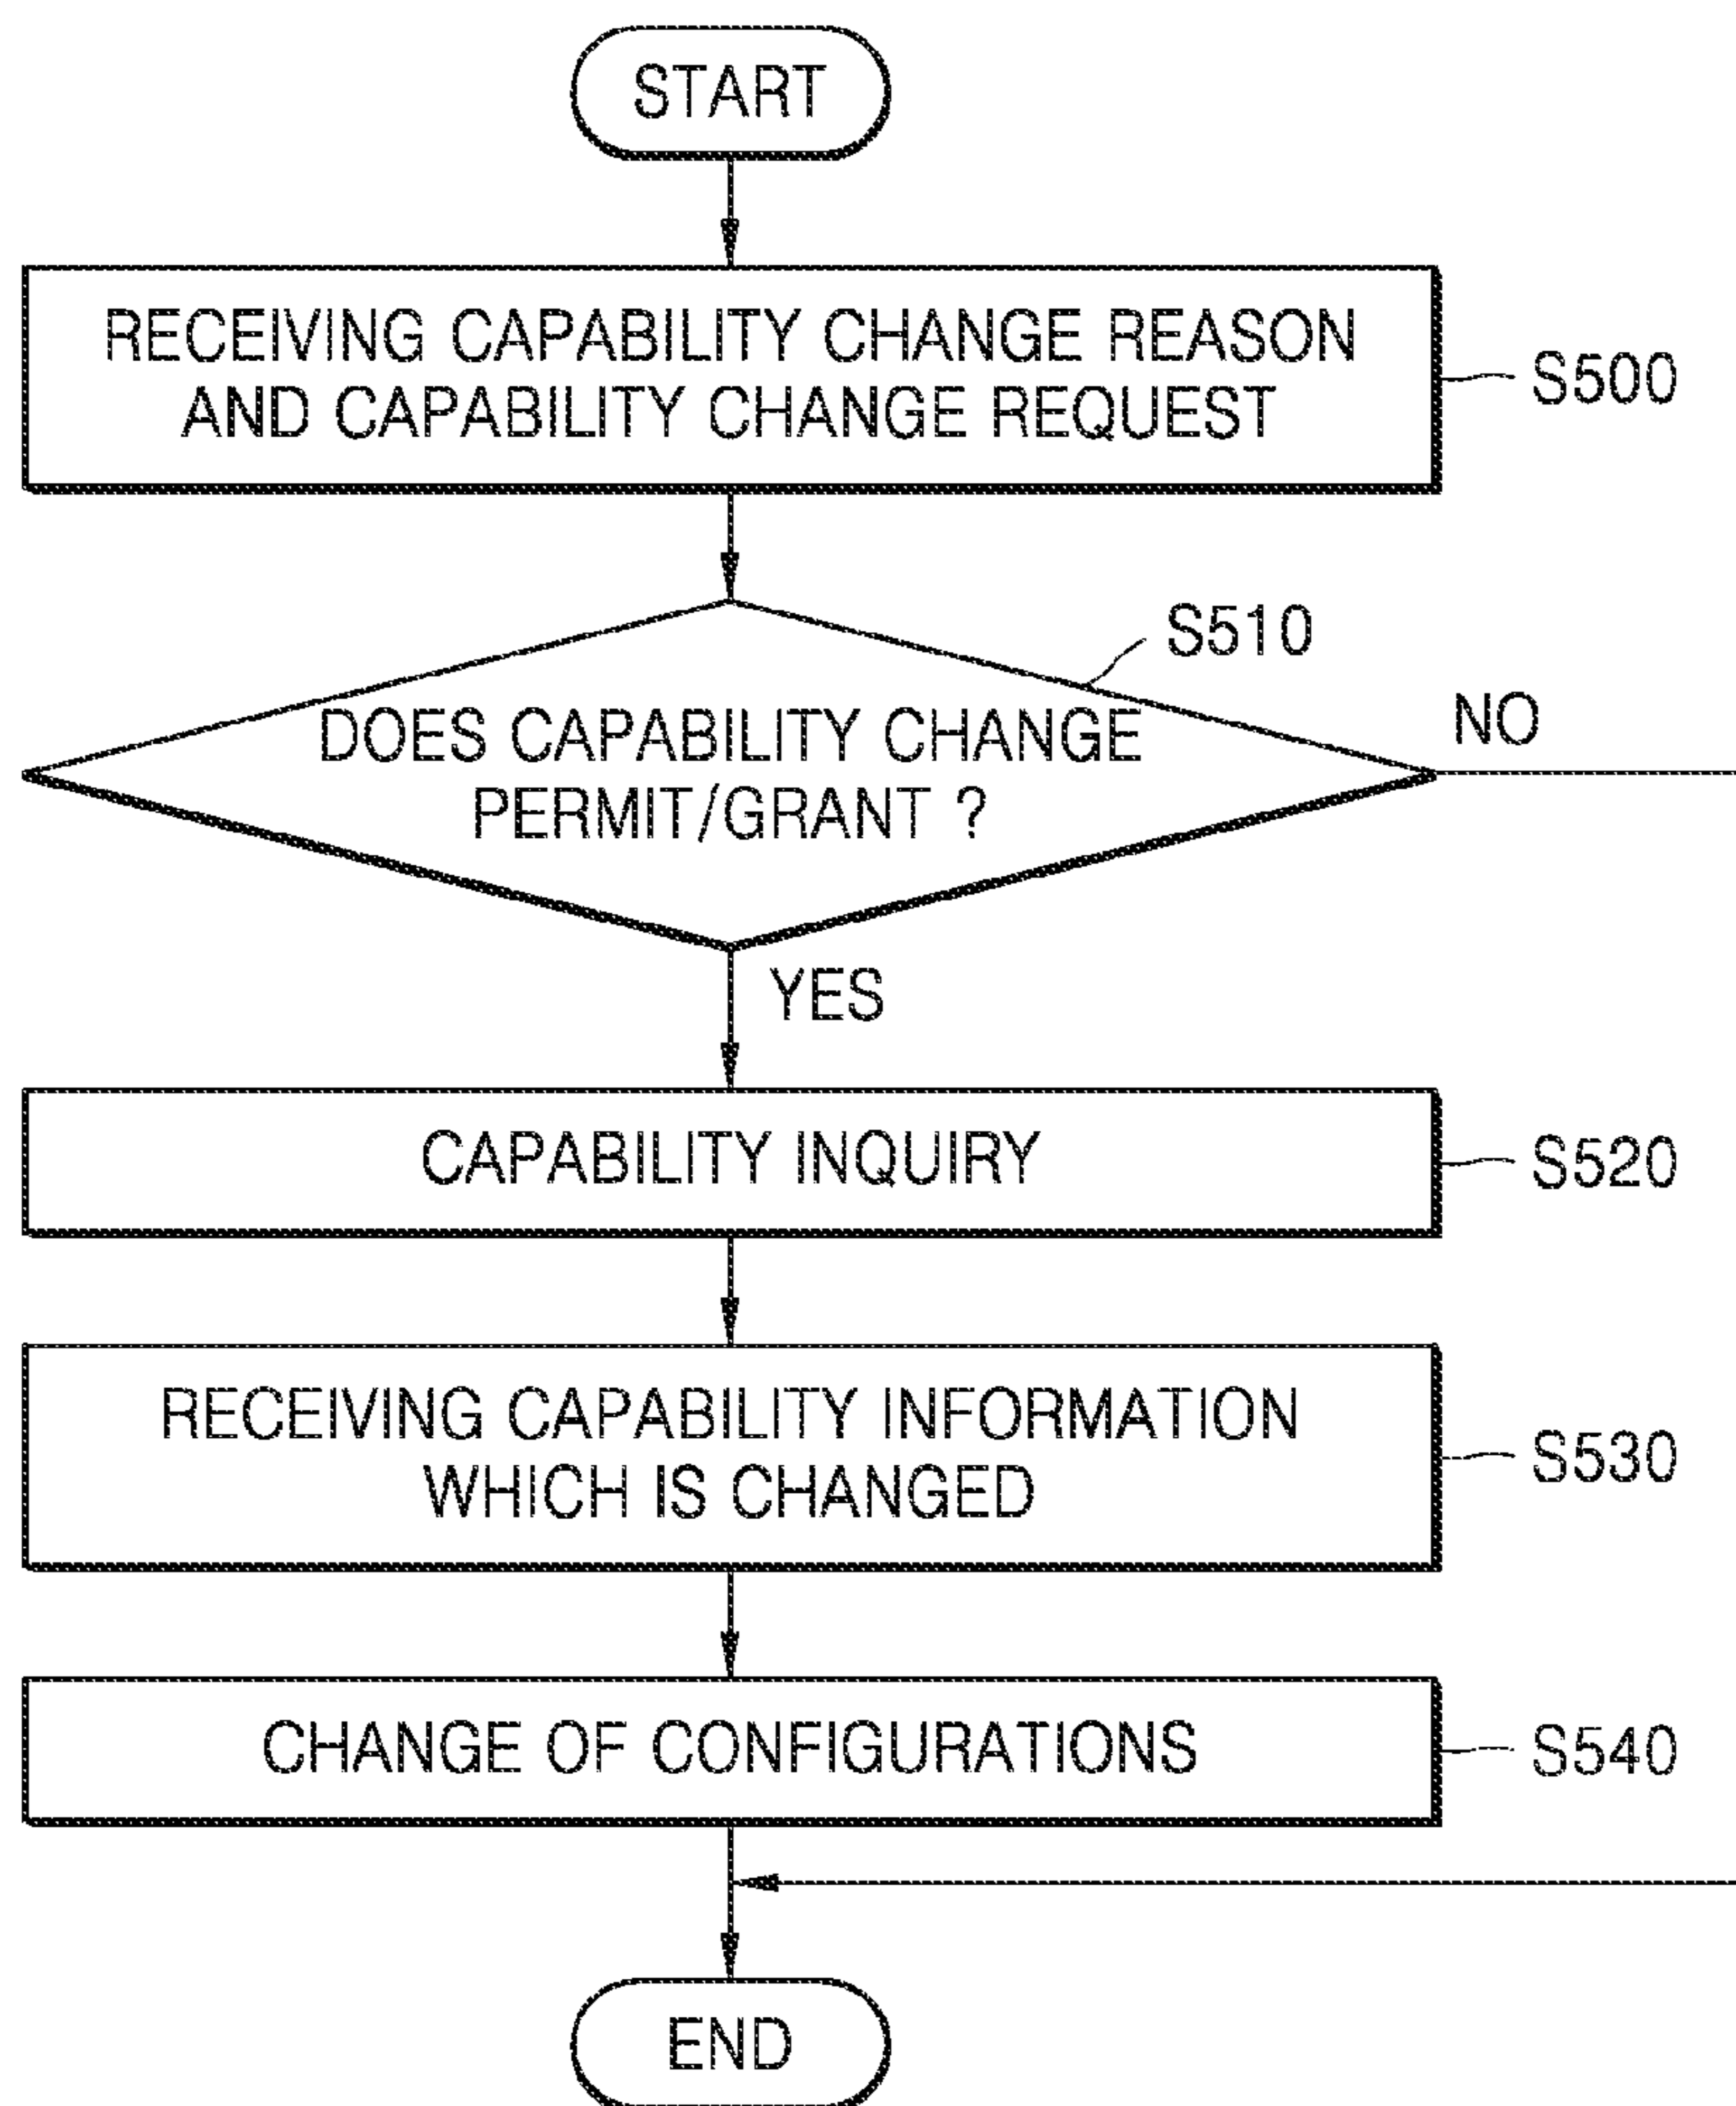 START
RECEIVING CAPABILITY CHANGE REASON
AND CAPABILITY CHANGE REQUEST
S500
S510
DOES CAPABILITY CHANGE
PERMIT/GRANT ?
NO
YES
CAPABILITY INQUIRY
S520
RECEIVING CAPABILITY INFORMATION
WHICH IS CHANGED
S530
CHANGE OF CONFIGURATIONS
S540
END